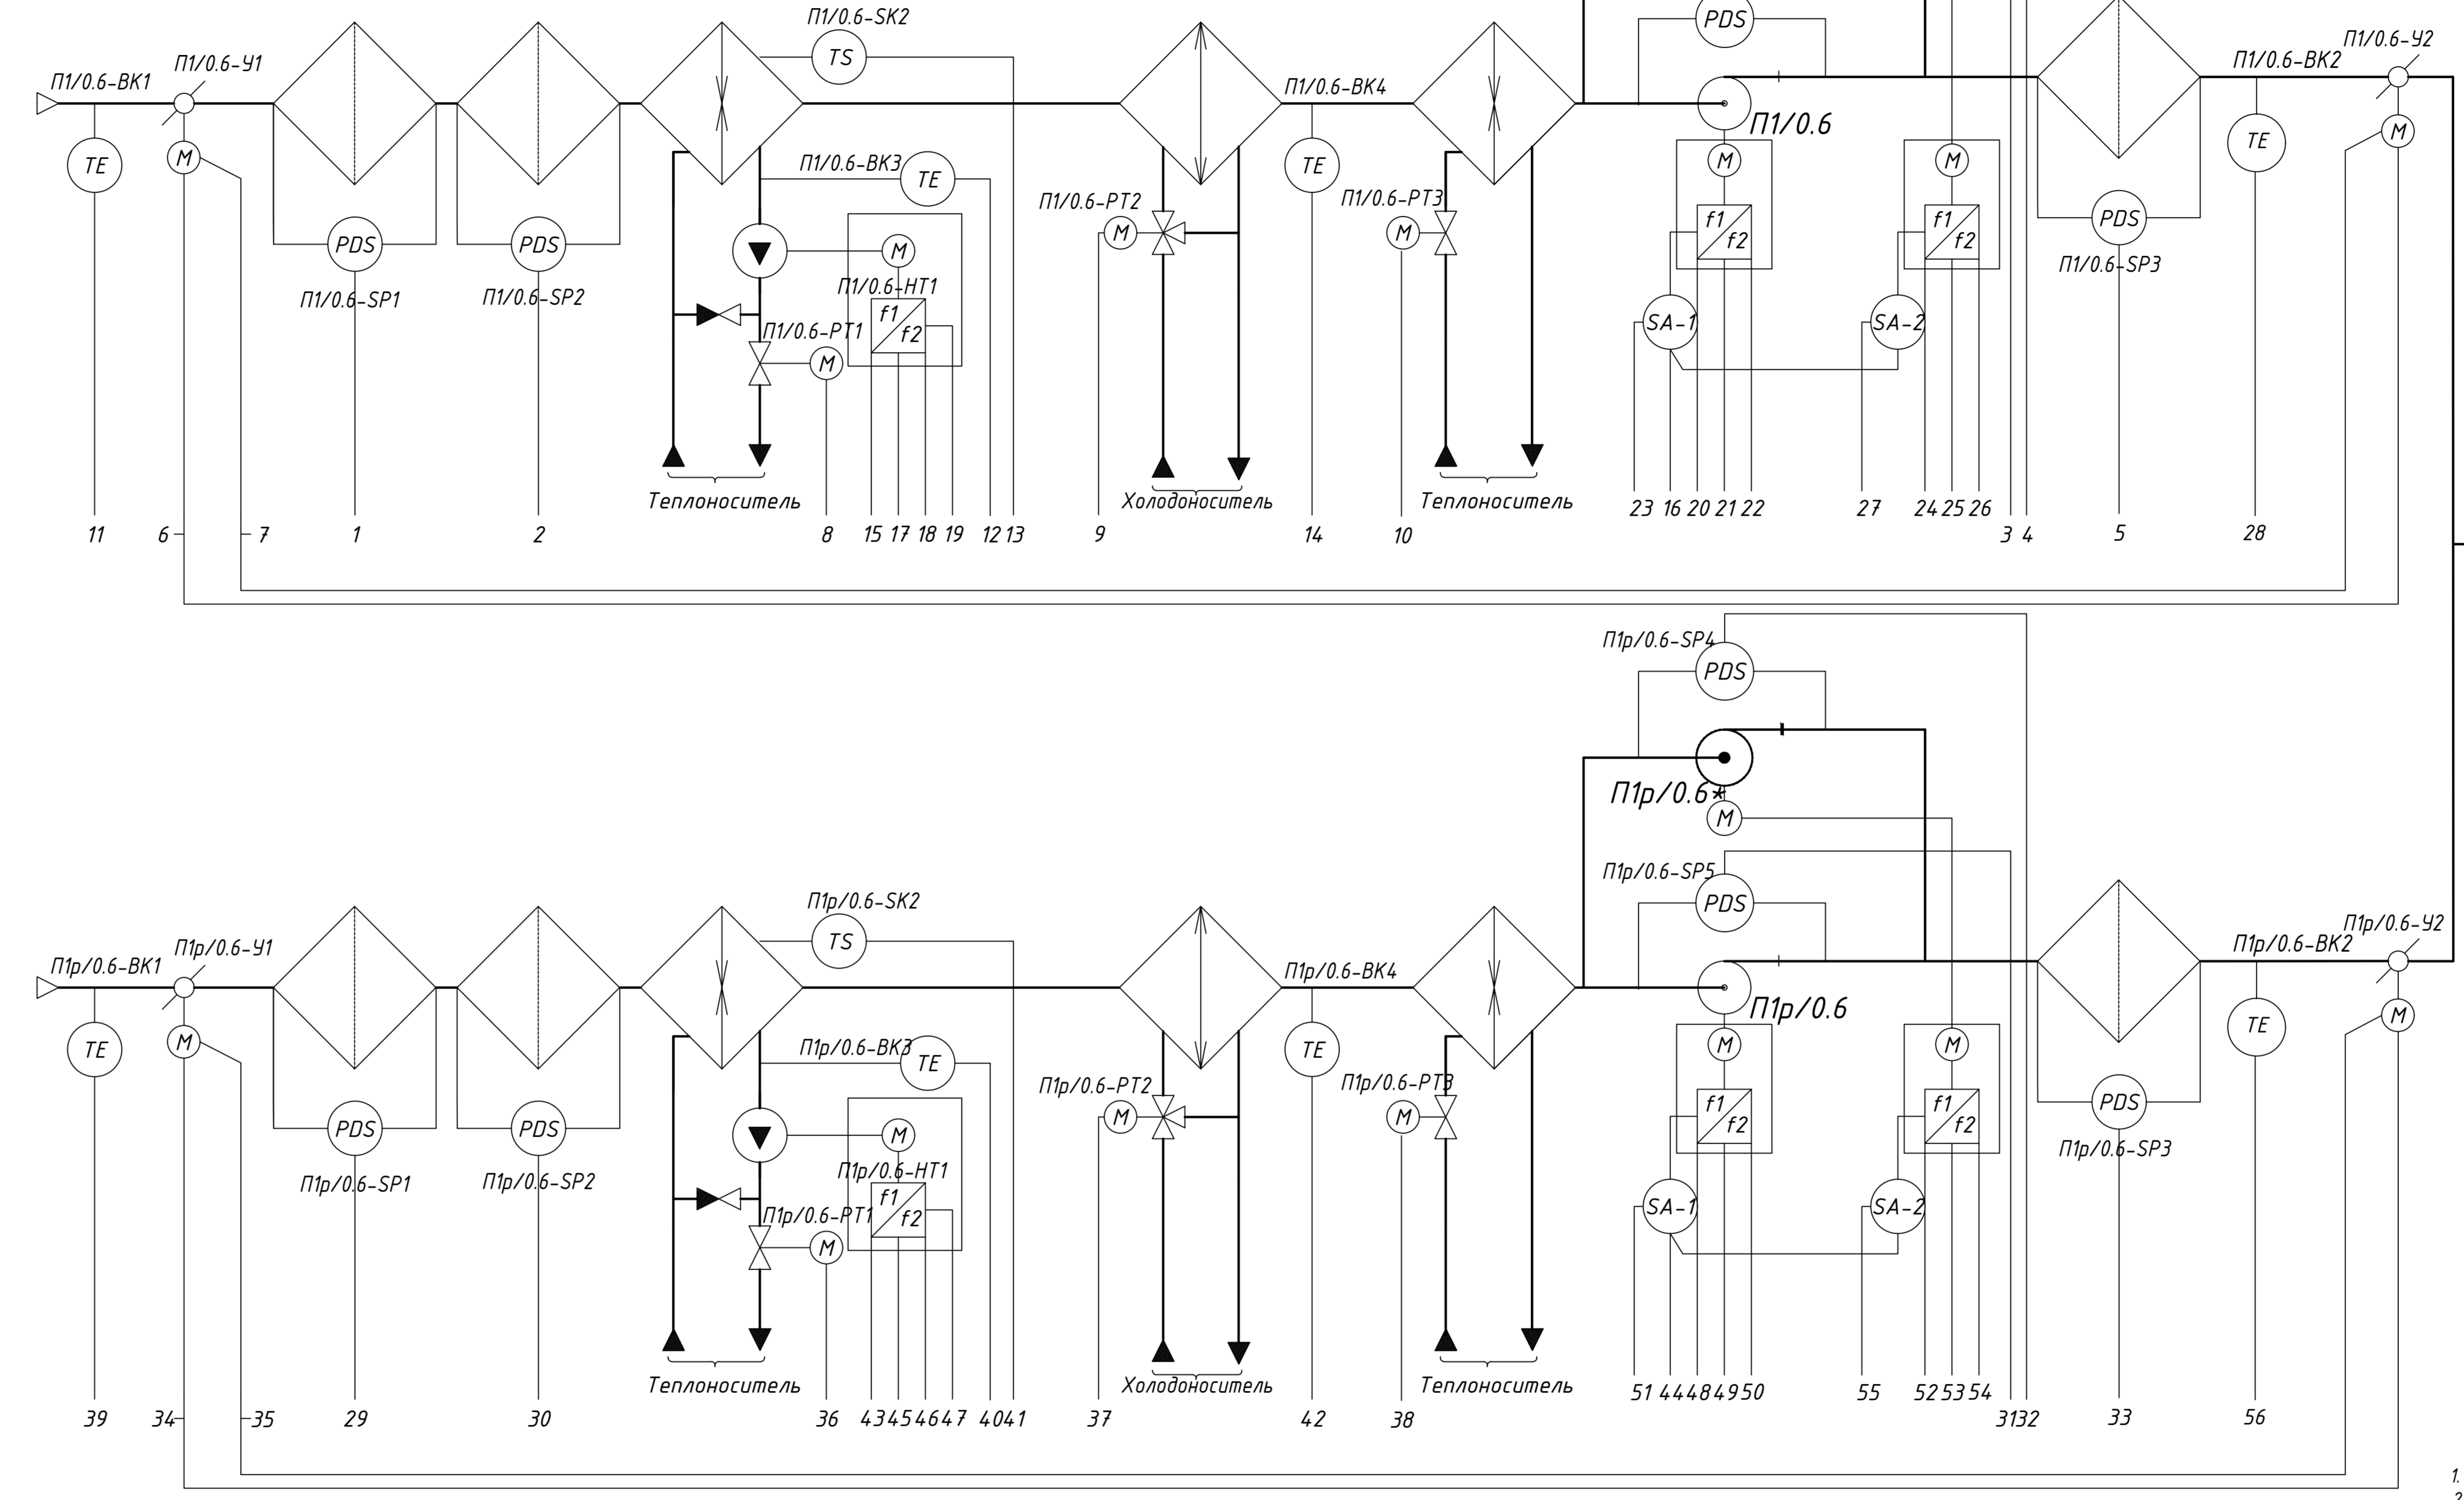 П1/0.6-SK2
PDS
П1/0.6-У2
TS
П1/0.6-ВК1
П1/0.6-У1
П1/0.6-ВК4
П1/0.6-ВК2
П1/0.6
М
М
TE
М
П1/0.6-ВК3
TE
TE
М
М
TE
П1/0.6-РТ2
П1/0.6-РТ3
М
М
f1
f2
f1
f2
PDS
PDS
PDS
М
П1/0.6-SP3
П1/0.6-SP1
П1/0.6-SP2
П1/0.6-НТ1
f1
f2
П1/0.6-РТ1
М
SA-1
SA-2
Теплоноситель
Холодоноситель
Теплоноситель
23 16 20 21 22 27 24 25 26
11 6 7 1 2 8 15 17 18 19 12 13 9 14 10 3 4 5 28
П1р/0.6-SP4
PDS
П1р/0.6*
М
П1р/0.6-SP5
PDS
П1р/0.6-SK2
TS
П1р/0.6-ВК1
П1р/0.6-У1
П1р/0.6-ВК4
П1р/0.6-ВК2
П1р/0.6-У2
П1р/0.6
М
М
TE
М
П1р/0.6-ВК3
TE
TE
М
М
TE
П1р/0.6-РТ2
П1р/0.6-РТ3
М
М
f1
f2
f1
f2
PDS
PDS
PDS
М
П1р/0.6-SP3
П1р/0.6-SP1
П1р/0.6-SP2
П1р/0.6-НТ1
f1
f2
П1р/0.6-РТ1
М
SA-1
SA-2
Теплоноситель
Холодоноситель
Теплоноситель
51 44 48 49 50 55 52 53 54
39 34 35 29 30 36 43 45 46 47 40 41 37 42 38 31 32 33 56
1.